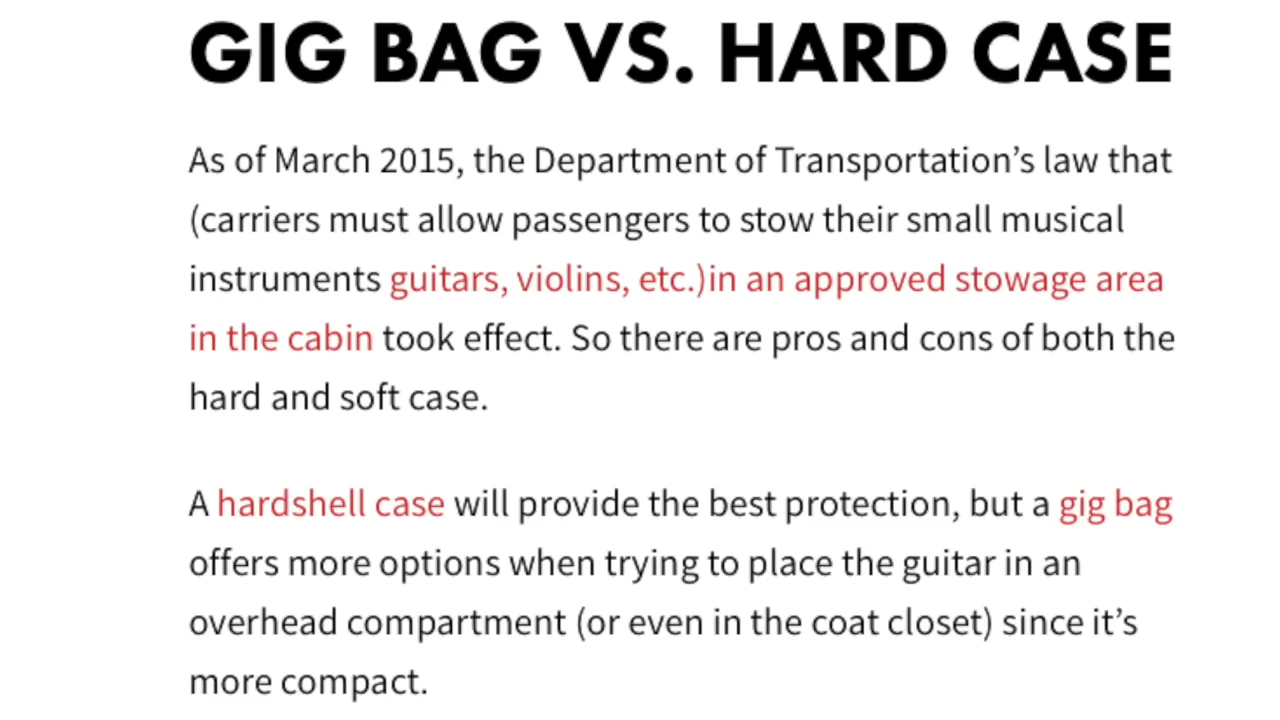 GIG BAG VS. HARD CASE
As of March 2015, the Department of Transportation’s law that
(carriers must allow passengers to stow their small musical
instruments guitars, violins, etc.)in an approved stowage area
in the cabin took effect. So there are pros and cons of both the
hard and soft case.
A hardshell case will provide the best protection, but a gig bag
offers more options when trying to place the guitar in an
overhead compartment (or even in the coat closet) since it’s
more compact.